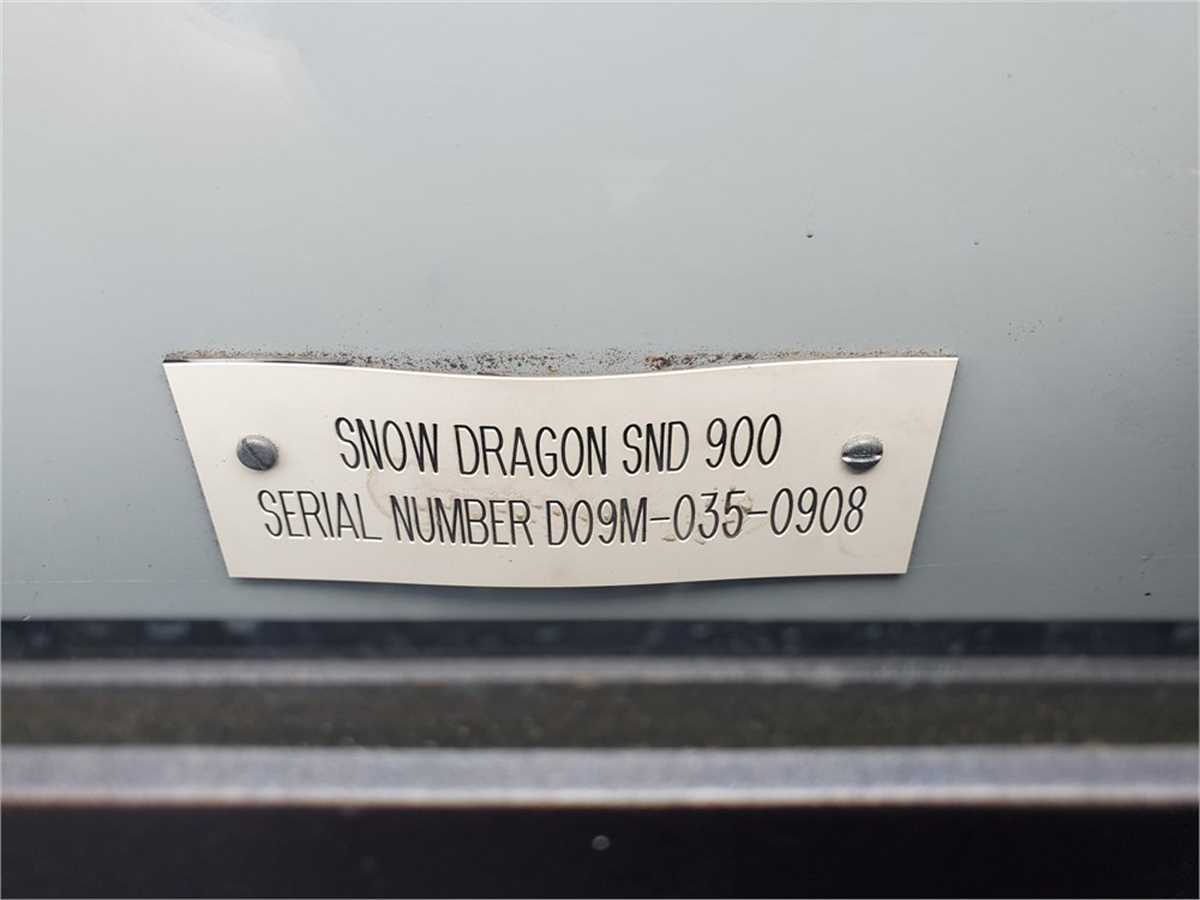 SNOW DRAGON SND 900
SERIAL NUMBER D09M-035-0908